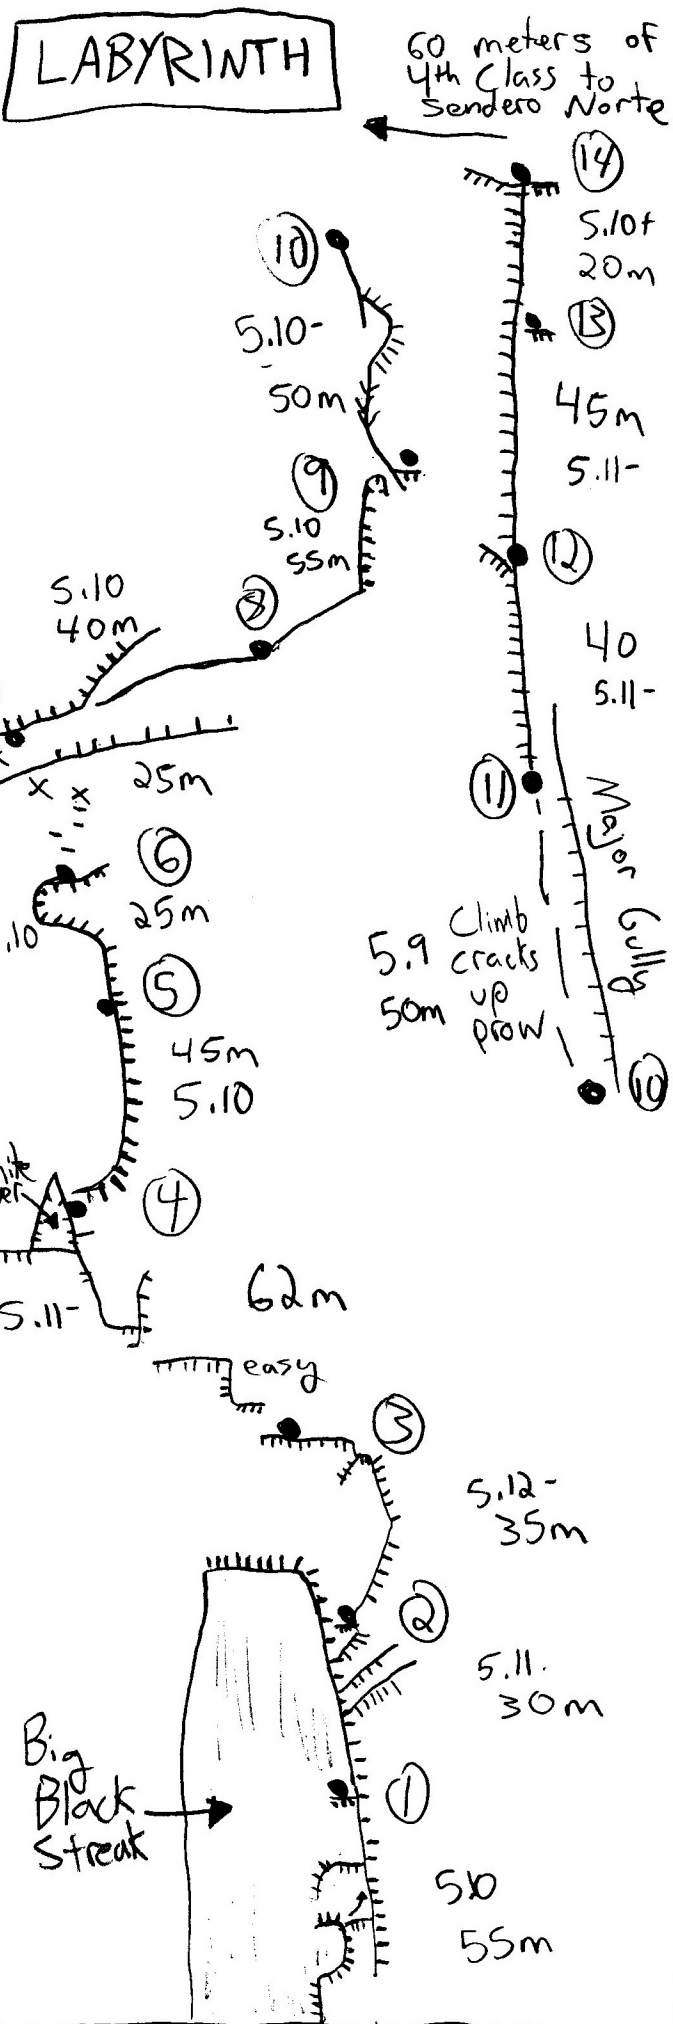 LABYRINTH
60 meters of
4th Class to
Sendero Norte
14
5.10+
20m
13
45m
5.11-
12
40
5.11-
11
Major Gully
Climb
cracks
up
prow
5.9
50m
10
10
5.10-
50m
9
5.10
55m
8
5.10
40m
x
x
x
25m
6
25m
.10
5
45m
5.10
4
5.11-
62m
easy
3
5.12-
35m
2
5.11.
30m
Big
Black
Streak
1
510
55m